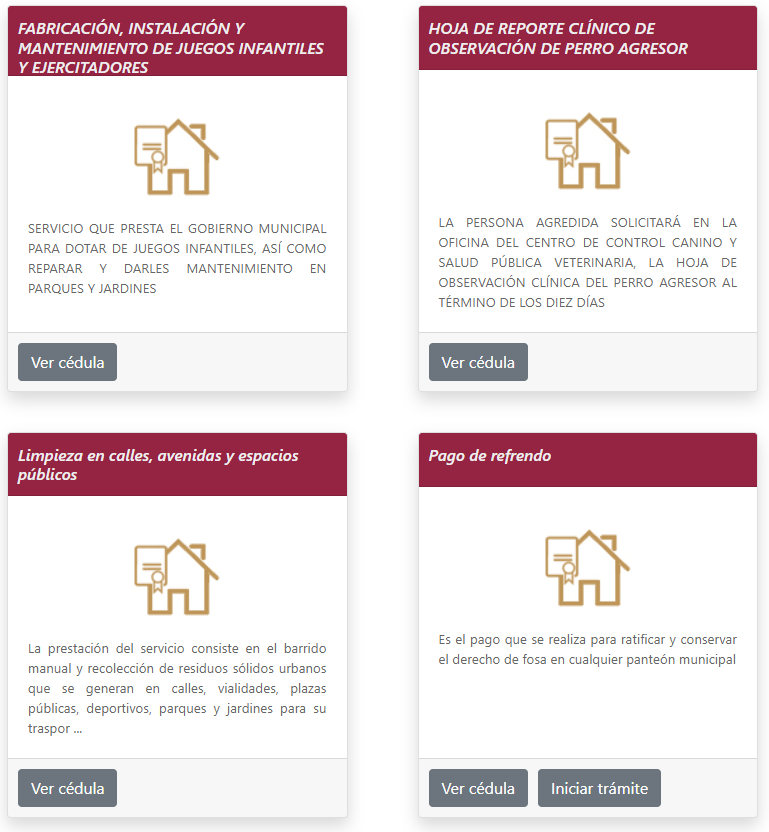 FABRICACIÓN, INSTALACIÓN Y
MANTENIMIENTO DE JUEGOS INFANTILES
Y EJERCITADORES
SERVICIO QUE PRESTA EL GOBIERNO MUNICIPAL
PARA DOTAR DE JUEGOS INFANTILES, ASÍ COMO
REPARAR Y DARLES MANTENIMIENTO EN
PARQUES Y JARDINES
Ver cédula
HOJA DE REPORTE CLÍNICO DE
OBSERVACIÓN DE PERRO AGRESOR
LA PERSONA AGREDIDA SOLICITARÁ EN LA
OFICINA DEL CENTRO DE CONTROL CANINO Y
SALUD PÚBLICA VETERINARIA, LA HOJA DE
OBSERVACIÓN CLÍNICA DEL PERRO AGRESOR AL
TÉRMINO DE LOS DIEZ DÍAS
Ver cédula
Limpieza en calles, avenidas y espacios
públicos
La prestación del servicio consiste en el barrido
manual y recolección de residuos sólidos urbanos
que se generan en calles, vialidades, plazas
públicas, deportivos, parques y jardines para su
traspor ...
Ver cédula
Pago de refrendo
Es el pago que se realiza para ratificar y conservar
el derecho de fosa en cualquier panteón municipal
Ver cédula
Iniciar trámite